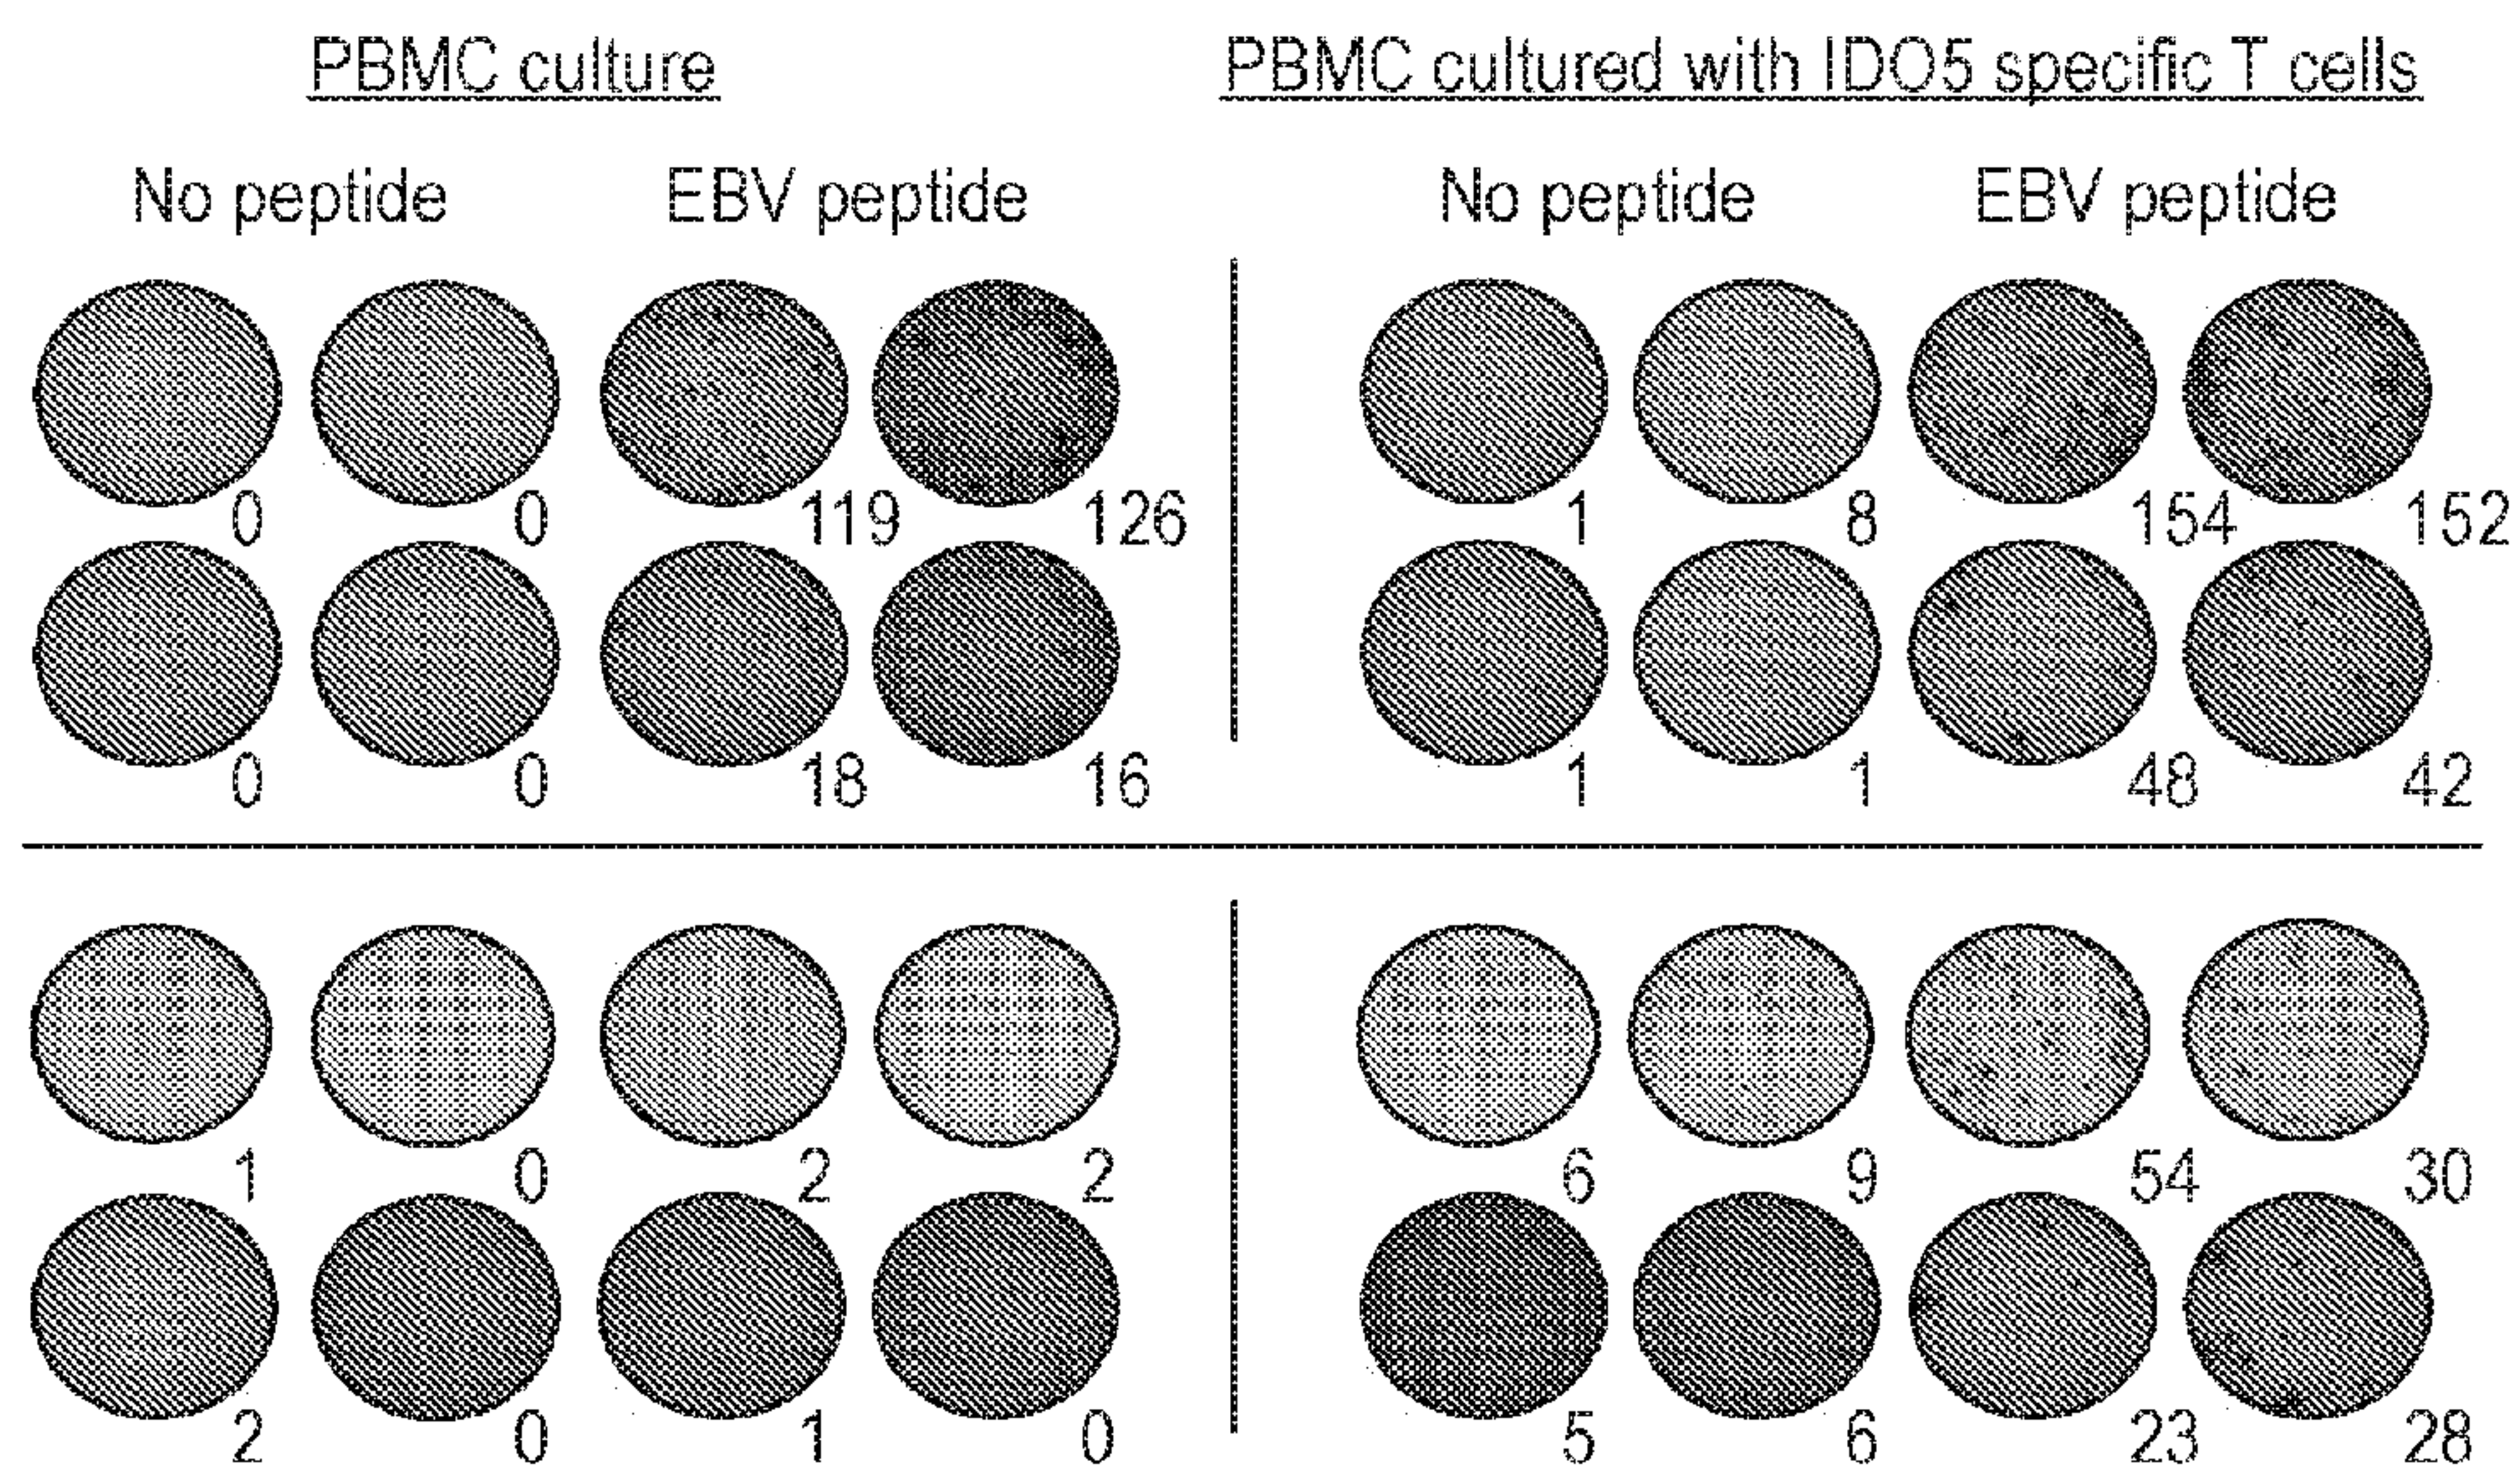 PBMC culture PBMC cultured with IDO5 specific T cells
No peptide EBV peptide No peptide EBV peptide
0 0 119 126 1 8 154 152
0 0 18 16 1 1 48 42
1 0 2 2 6 9 54 30
2 0 1 0 5 6 23 28